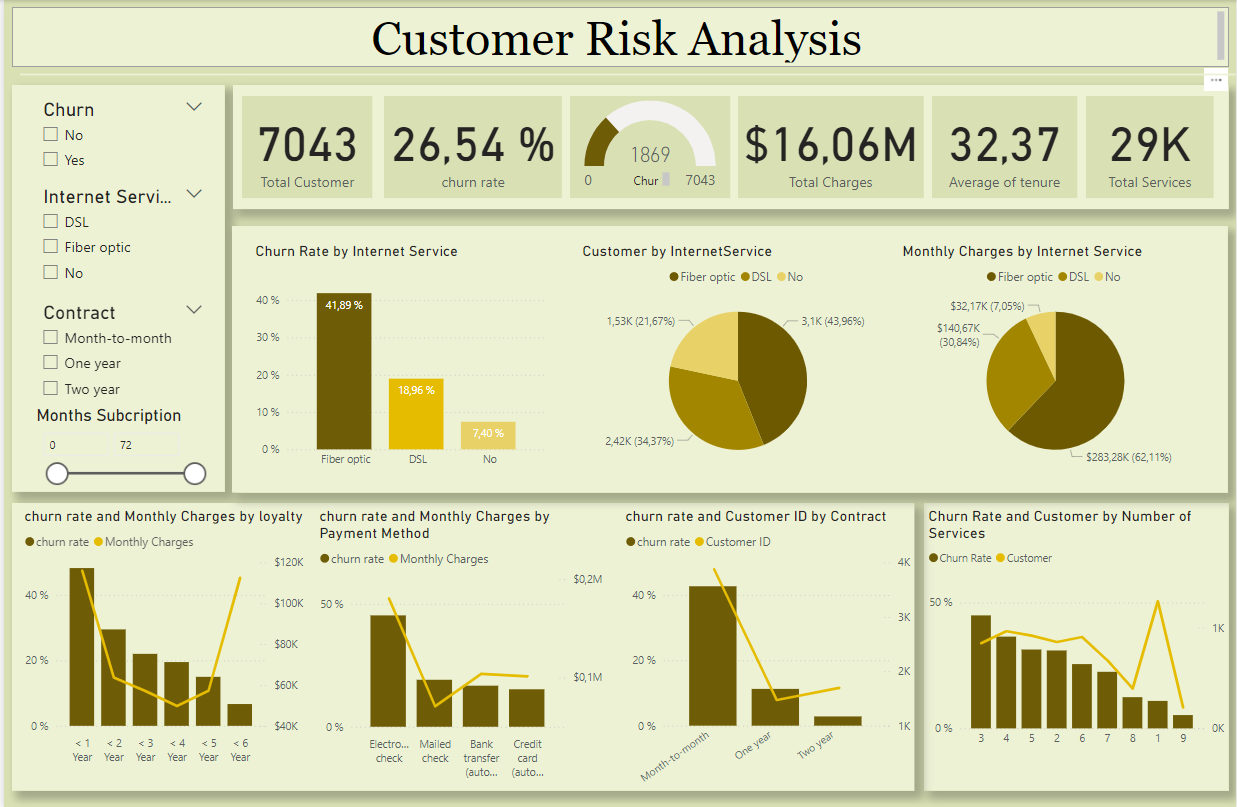 Customer Risk Analysis
Churn
No
Yes
Internet Servi...
DSL
Fiber optic
No
Contract
Month-to-month
One year
Two year
Months Subcription
0 72
7043
Total Customer
26,54 %
churn rate
1869
0 Chur 7043
$16,06M
Total Charges
32,37
Average of tenure
29K
Total Services
Churn Rate by Internet Service
40 %
30 %
20 %
10 %
0 %
41,89 %
18,96 %
7,40 %
Fiber optic DSL No
Customer by InternetService
Fiber optic DSL No
1,53K (21,67%)
3,1K (43,96%)
2,42K (34,37%)
Monthly Charges by Internet Service
Fiber optic DSL No
$32,17K (7,05%)
$140,67K
(30,84%)
$283,28K (62,11%)
churn rate and Monthly Charges by loyalty
churn rate Monthly Charges
40 %
20 %
0 %
$120K
$100K
$80K
$60K
$40K
< 1 < 2 < 3 < 4 < 5 < 6
Year Year Year Year Year Year
churn rate and Monthly Charges by
Payment Method
churn rate Monthly Charges
50 %
0 %
$0,2M
$0,1M
Electro...
check
Mailed
check
Bank
transfer
(auto...
Credit
card
(auto...
churn rate and Customer ID by Contract
churn rate Customer ID
40 %
20 %
0 %
4K
3K
2K
1K
Month-to-month
One year
Two year
Churn Rate and Customer by Number of
Services
Churn Rate Customer
50 %
0 %
1K
0K
3 4 5 2 6 7 8 1 9